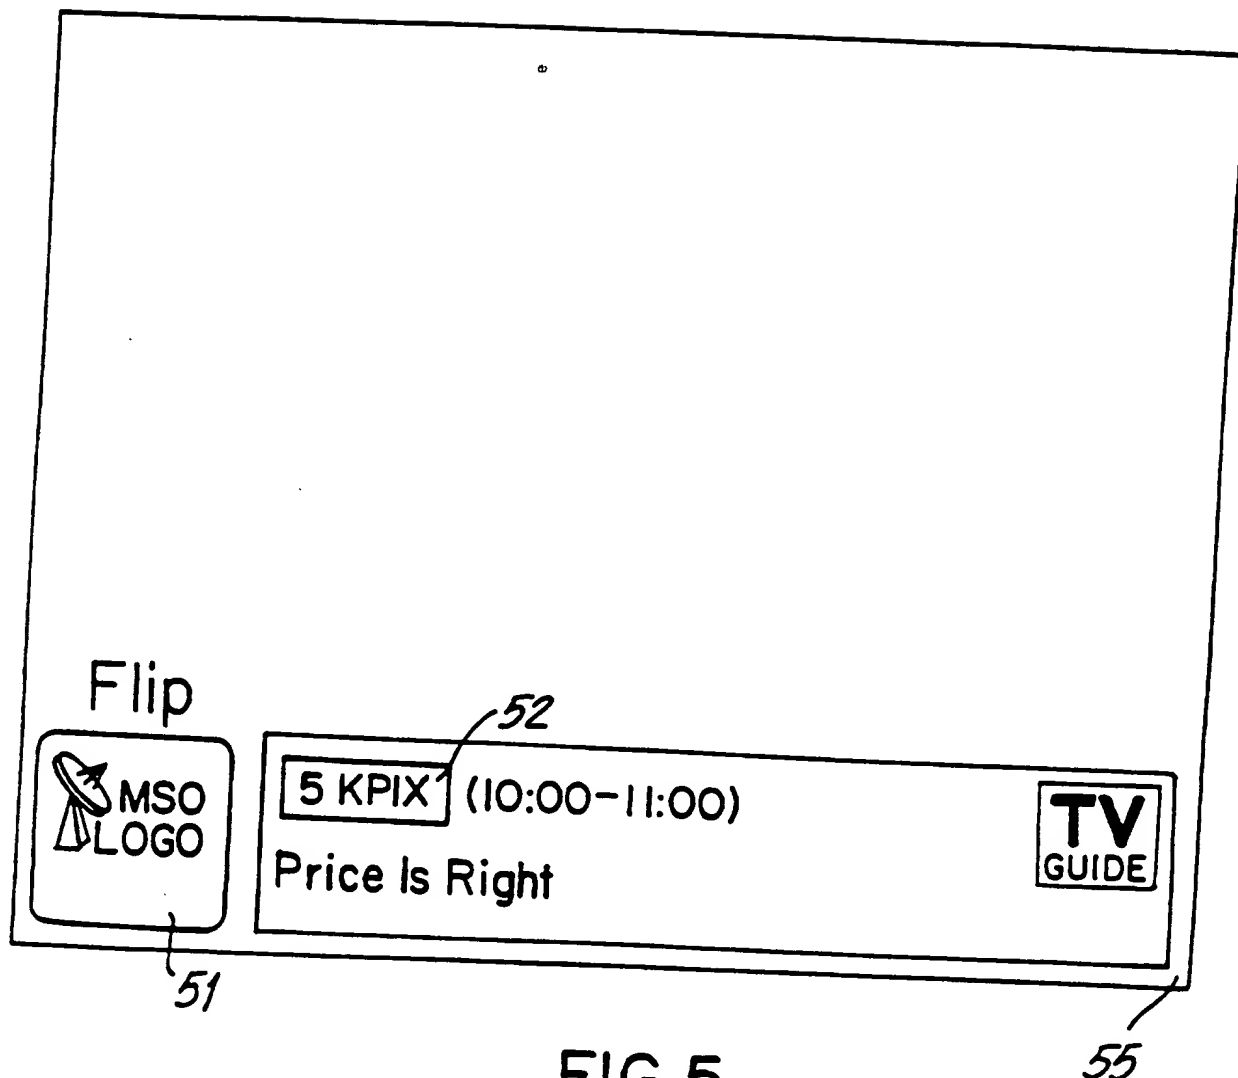 Flip
52
MSO
LOGO
5 KPIX (10:00-11:00)
Price Is Right
TV
GUIDE
51
55
FIG.5